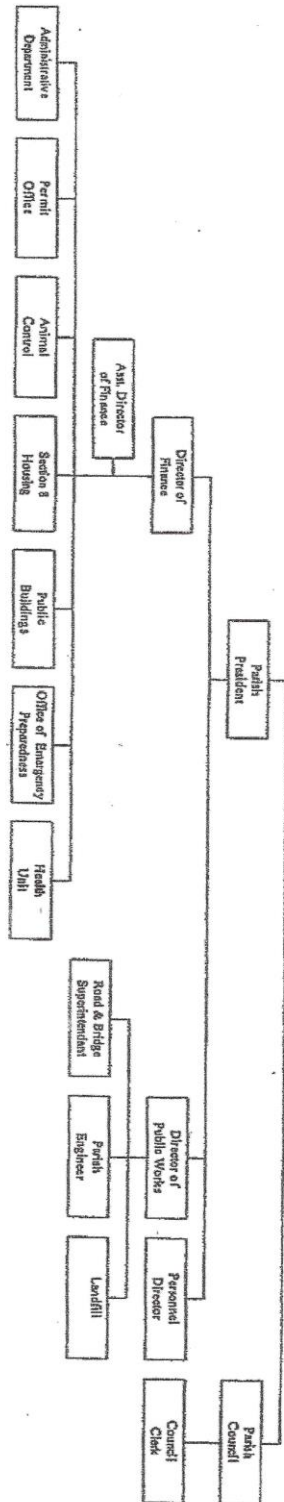 Parish
President
Parish
Council
Director of
Finance
Director of
Public Works
Personnel
Director
Council
Clerk
Asst. Director
of Finance
Road & Bridge
Superintendant
Parish
Engineer
Landfill
Administrative
Department
Permit
Office
Animal
Control
Section 8
Housing
Public
Buildings
Office of Emergency
Preparedness
Health
Unit